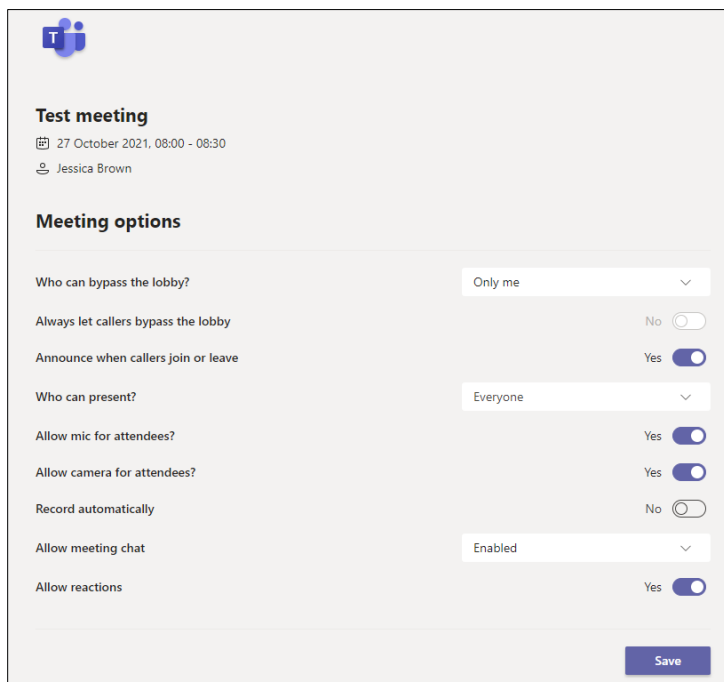 T
Test meeting
27 October 2021, 08:00 - 08:30
Jessica Brown
Meeting options
Who can bypass the lobby? Only me
Always let callers bypass the lobby No
Announce when callers join or leave Yes
Who can present? Everyone
Allow mic for attendees? Yes
Allow camera for attendees? Yes
Record automatically No
Allow meeting chat Enabled
Allow reactions Yes
Save